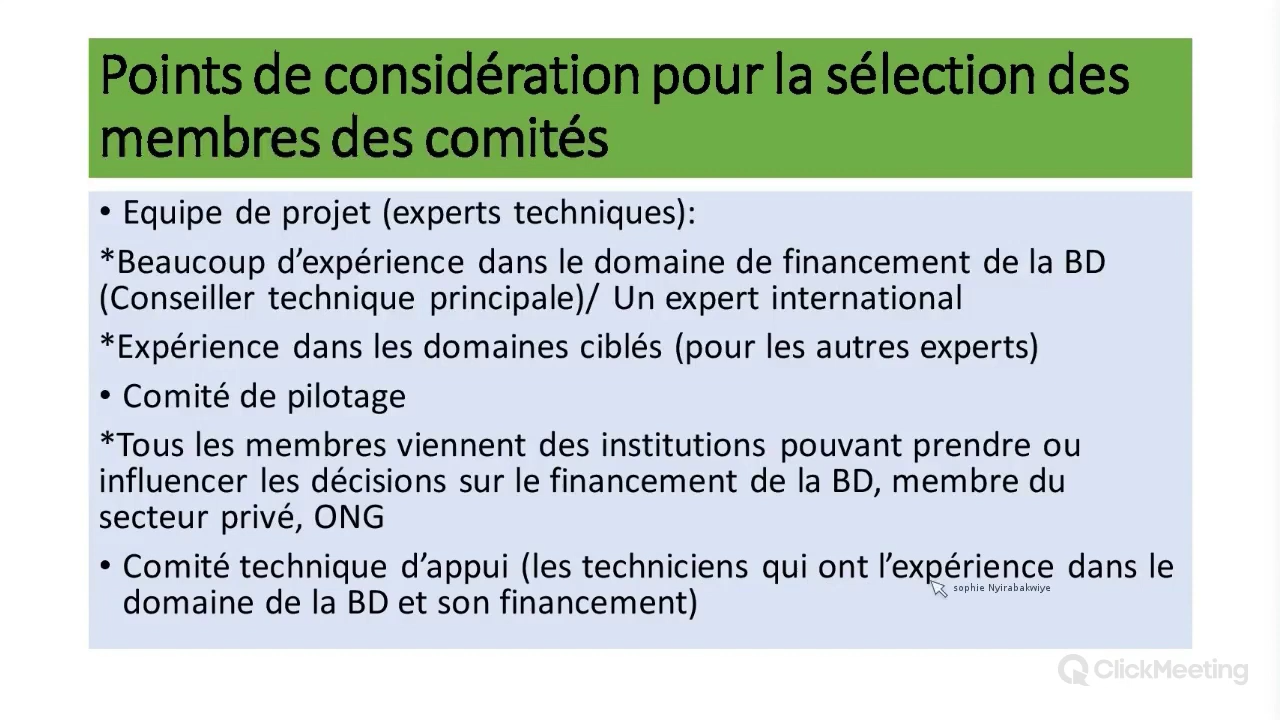 Points de considération pour la sélection des
membres des comités
• Equipe de projet (experts techniques):
*Beaucoup d’expérience dans le domaine de financement de la BD
(Conseiller technique principale)/ Un expert international
*Expérience dans les domaines ciblés (pour les autres experts)
• Comité de pilotage
*Tous les membres viennent des institutions pouvant prendre ou
influencer les décisions sur le financement de la BD, membre du
secteur privé, ONG
• Comité technique d’appui (les techniciens qui ont l’expérience dans le
sophie Nyirabakwiye
domaine de la BD et son financement)
ClickMeeting